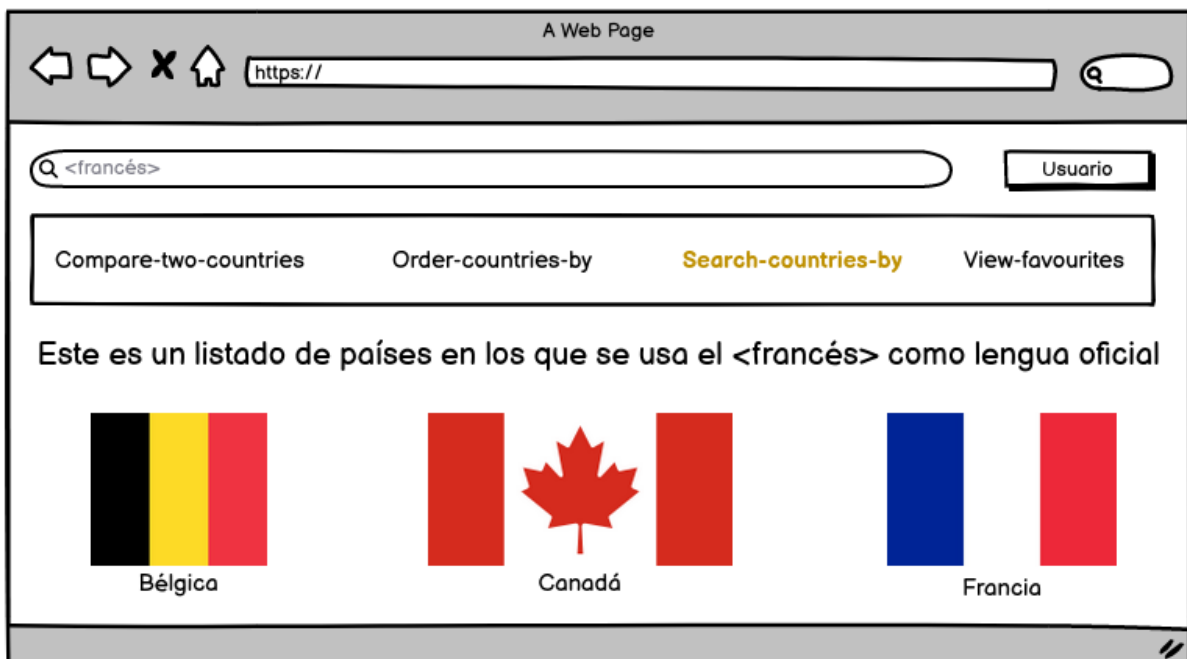 A Web Page
https://
<francés>
Usuario
Compare-two-countries Order-countries-by Search-countries-by View-favourites
Este es un listado de países en los que se usa el <francés> como lengua oficial
Bélgica Canadá Francia